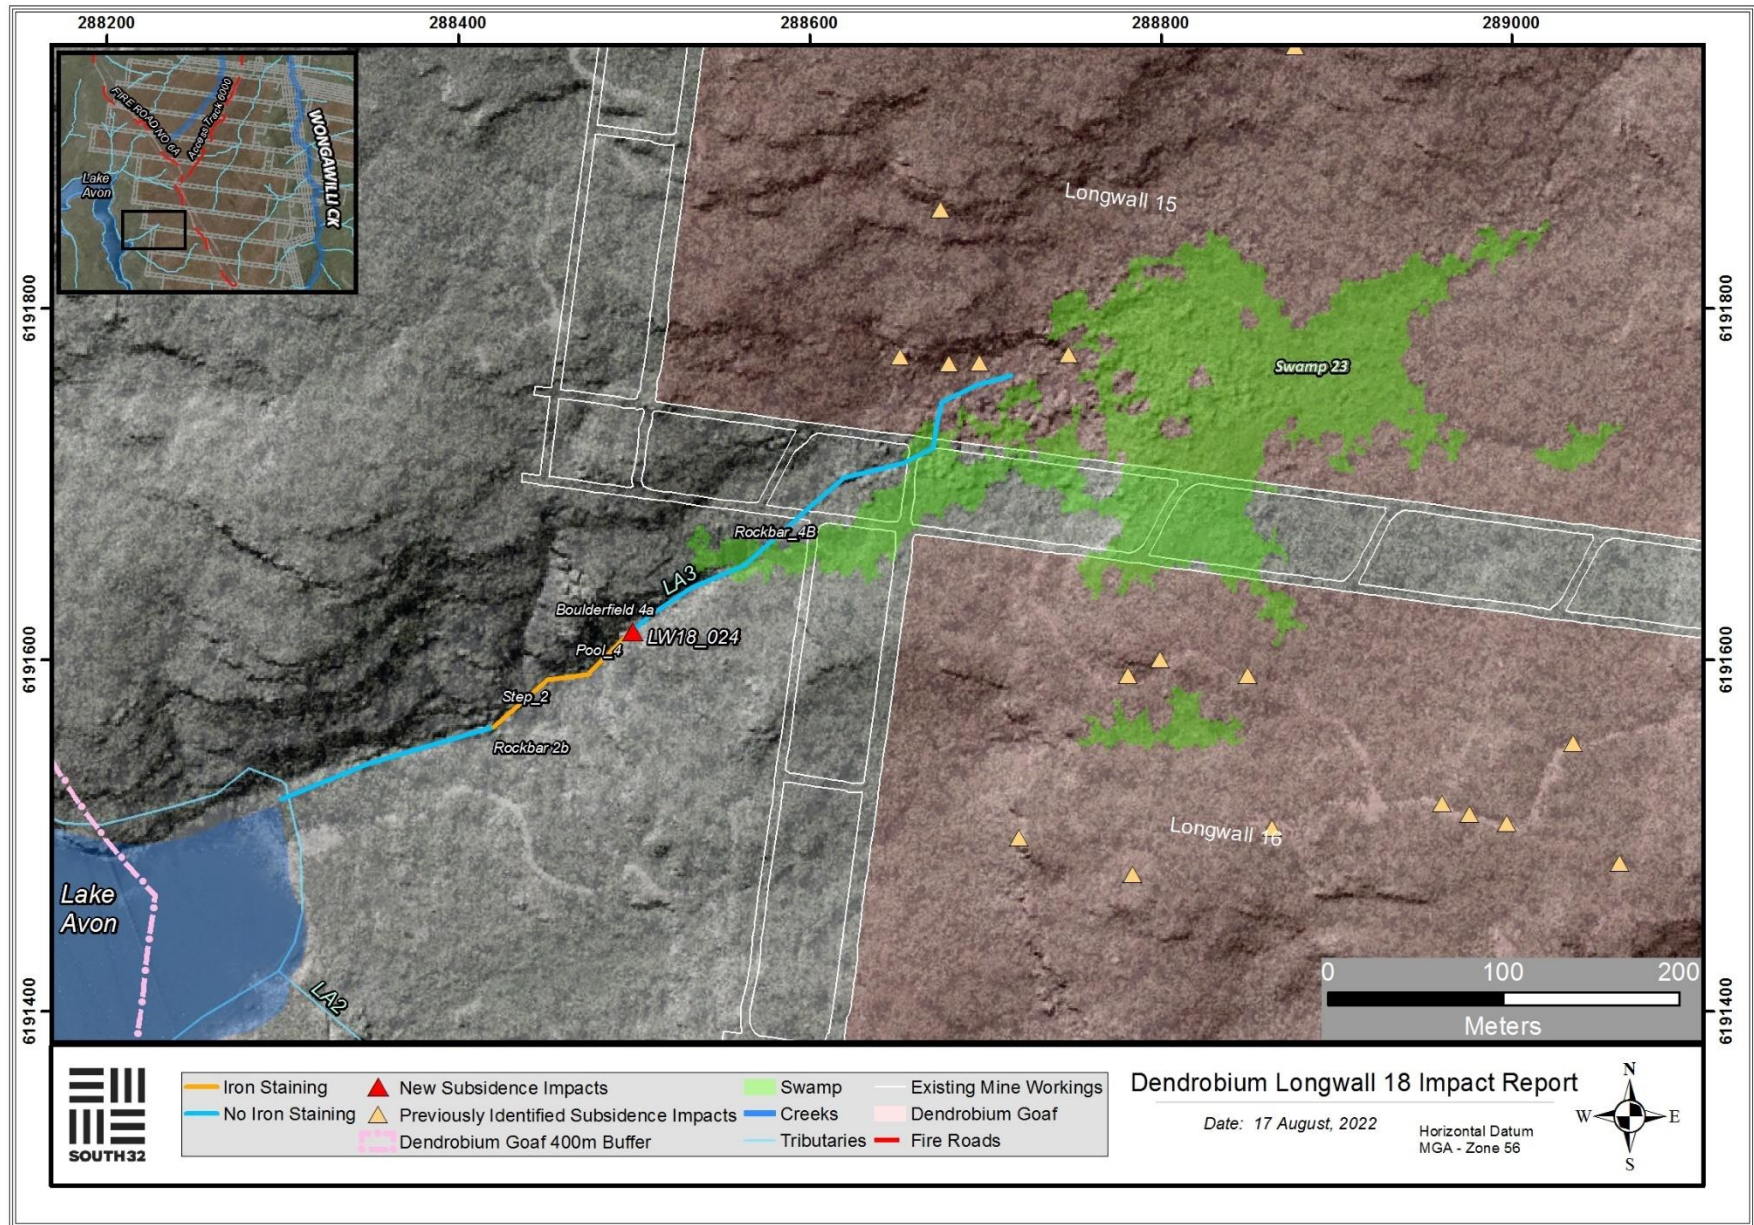 288200
288400
288600
288800
289000
FIRE ROAD NO 6A
Access Track 6000
WONGAWILLI CK
Lake
Avon
Longwall 15
6191800
6191800
Swamp 23
Rockbar_4B
LA3
Boulderfield 4a
LW18_024
Pool_4
6191600
6191600
Step_2
Rockbar 2b
Longwall 16
Lake
Avon
LA2
6191400
6191400
0 100 200
Meters
SOUTH32
Iron Staining
No Iron Staining
New Subsidence Impacts
Previously Identified Subsidence Impacts
Dendrobium Goaf 400m Buffer
Swamp
Creeks
Tributaries
Existing Mine Workings
Dendrobium Goaf
Fire Roads
Dendrobium Longwall 18 Impact Report
Date: 17 August, 2022
Horizontal Datum
MGA - Zone 56
N
W E
S